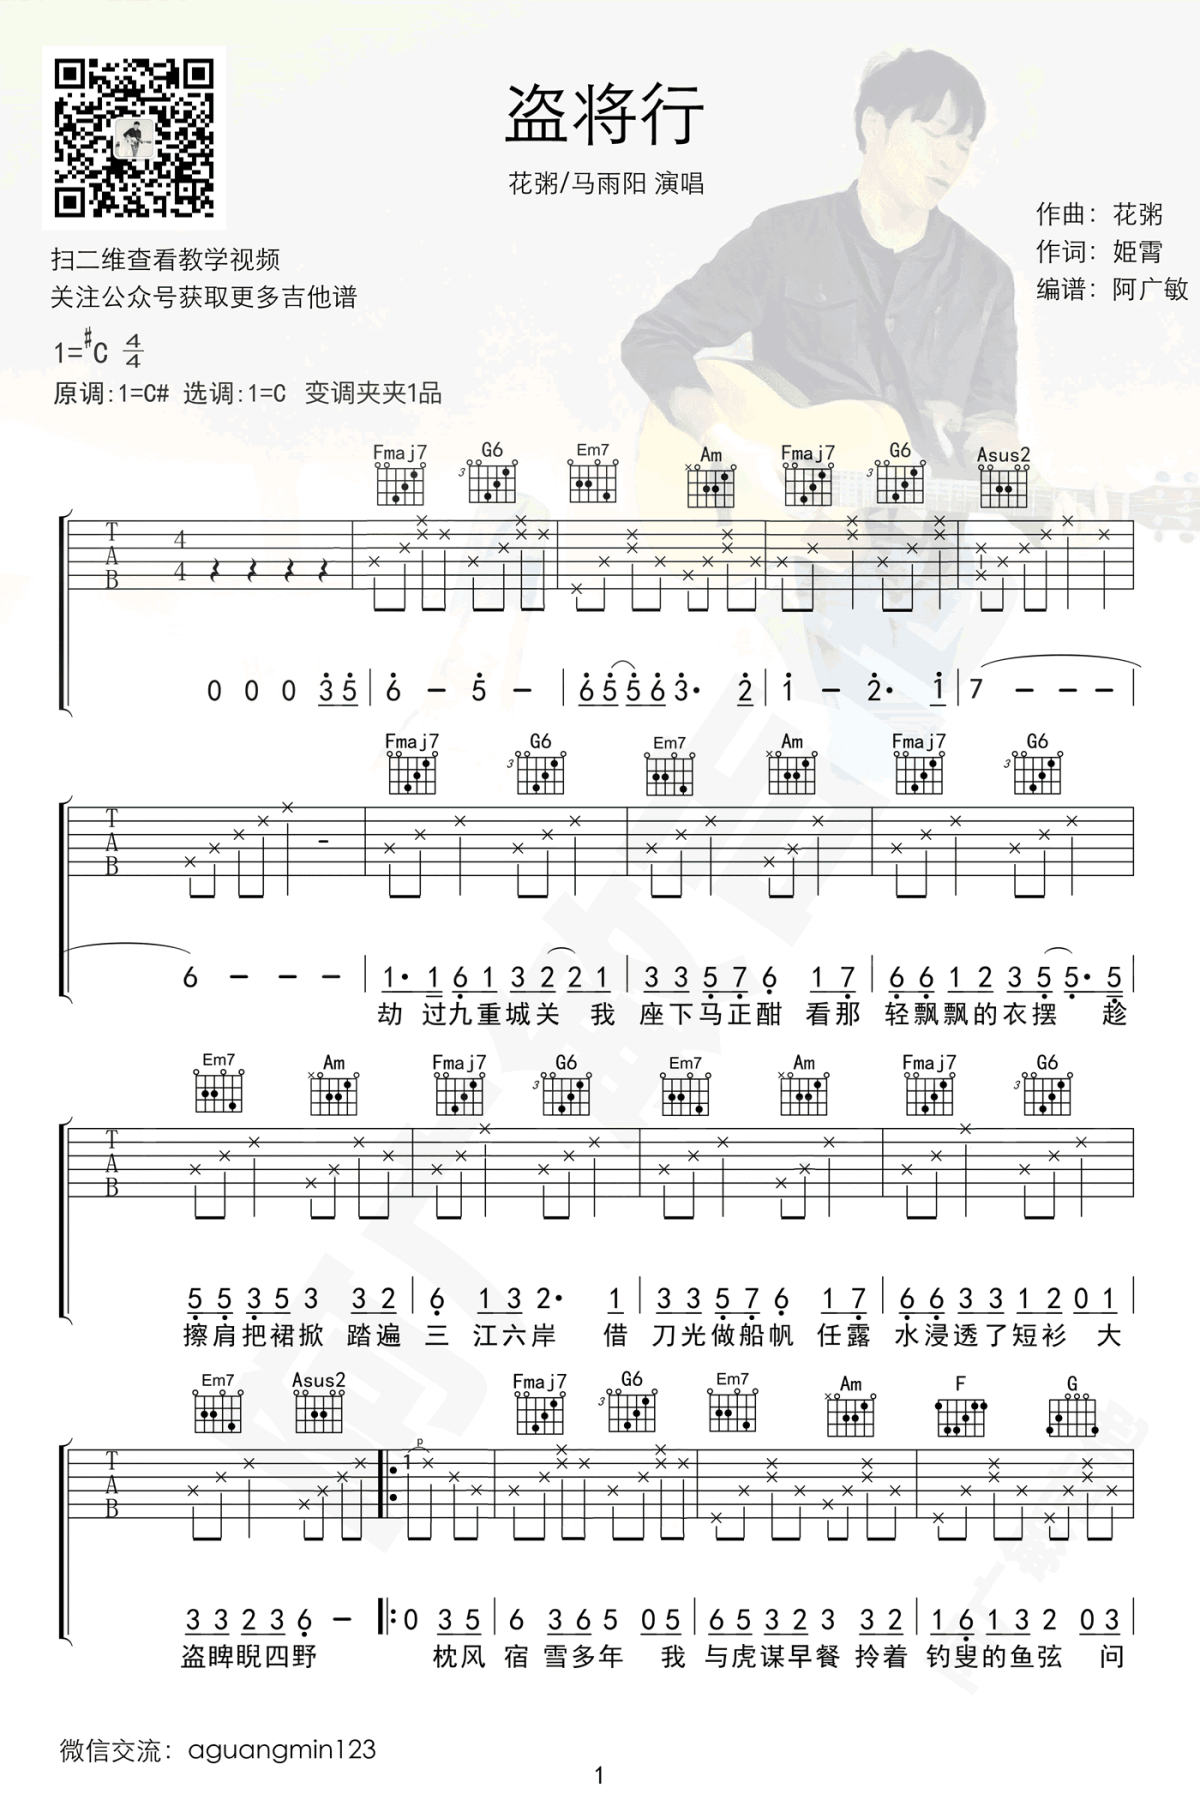 盗将行
花粥/马雨阳 演唱
作曲：花粥
作词：姬霄
编谱：阿广敏
扫二维查看教学视频
关注公众号获取更多吉他谱
1=#C 4/4
原调:1=C# 选调:1=C 变调夹夹1品
Fmaj7 G6 Em7 Am Fmaj7 G6 Asus2
3 3
T A B 4 4
0 0 0 3 5 | 6 - 5 - | 6 5 5 6 3· 2 | 1 - 2· 1 | 7 - - - |
Fmaj7 G6 Em7 Am Fmaj7 G6
3 3
T A B
6 - - - | 1· 1 6 1 3 2 2 1 | 3 3 5 7 6 1 7 | 6 6 1 2 3 5 5· 5 |
劫 过九重城关 我 座下马正酣 看那 轻飘飘的衣摆 趁
Em7 Am Fmaj7 G6 Em7 Am Fmaj7 G6
3 3
T A B
5 5 3 5 3 3 2 | 6 1 3 2· 1 | 3 3 5 7 6 1 7 | 6 6 3 3 1 2 0 1 |
擦肩把裙掀 踏遍 三 江六岸 借 刀光做船帆 任露 水浸透了短衫 大
Em7 Asus2 Fmaj7 G6 Em7 Am F G
3
T A B 1 p
3 3 2 3 6 - |: 0 3 5 | 6 3 6 5 0 5 | 6 5 3 2 3 3 2 | 1 6 1 3 2 0 3 |
盗睥睨四野 枕风 宿 雪多年 我 与虎谋早餐 拎着 钓叟的鱼弦 问
微信交流：aguangmin123
1